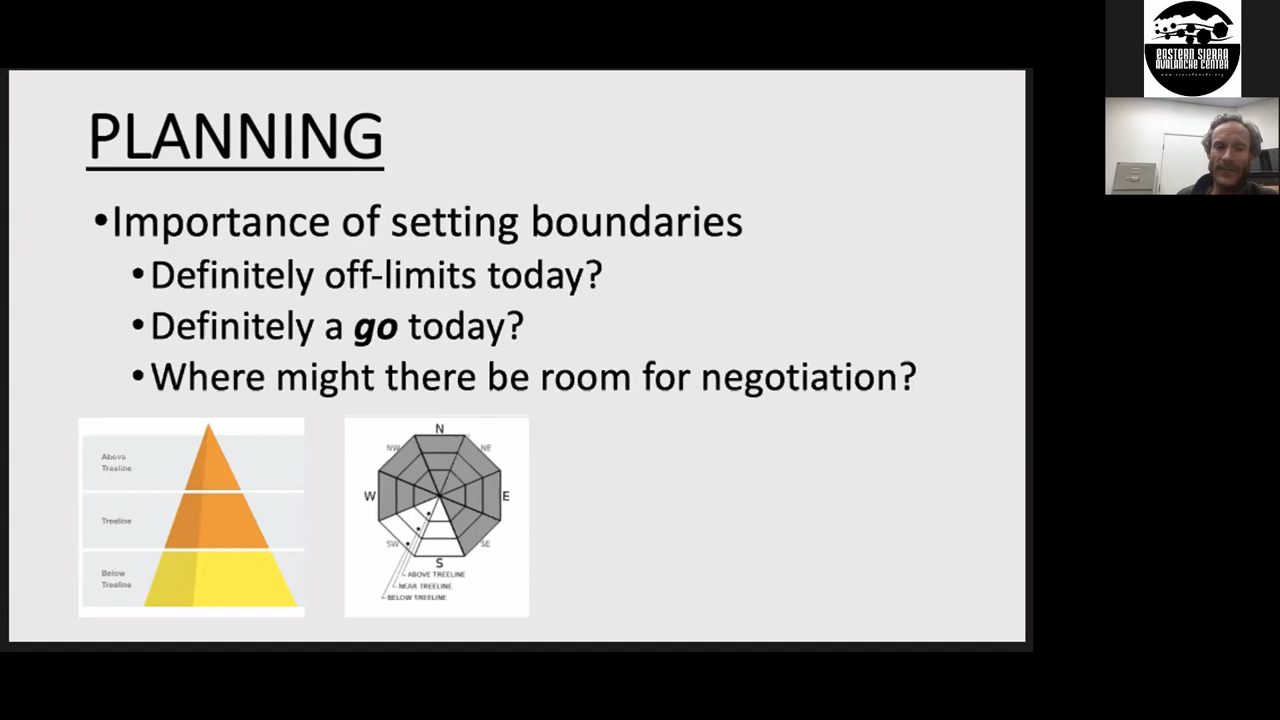 PLANNING
•Importance of setting boundaries
•Definitely off-limits today?
•Definitely a go today?
•Where might there be room for negotiation?
Above
Treeline
Treeline
Below
Treeline
N
NW
NE
W
E
SW
SE
S
ABOVE TREELINE
NEAR TREELINE
BELOW TREELINE
EASTERN SIERRA
AVALANCHE CENTER